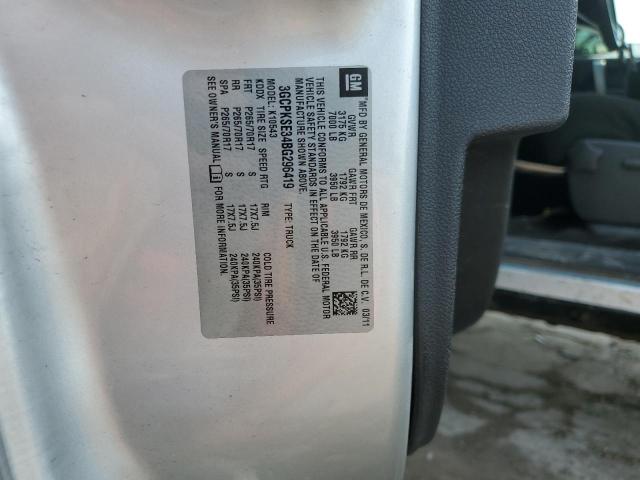 GM
MFD BY GENERAL MOTORS DE MEXICO, S. DE R.L. DE C.V. 03/11
GVWR GAWR FRT GAWR RR
3175 KG 1792 KG 1792 KG
7000 LB 3950 LB 3950 LB
THIS VEHICLE CONFORMS TO ALL APPLICABLE U.S. FEDERAL MOTOR
VEHICLE SAFETY STANDARDS IN EFFECT ON THE DATE OF
MANUFACTURE SHOWN ABOVE.
3GCPKSE34BG296419 TYPE: TRUCK
MODEL: K10543
KODX TIRE SIZE SPEED RTG RIM COLD TIRE PRESSURE
FRT P265/70R17 S 17X7.5J 240KPA(35PSI)
RR P265/70R17 S 17X7.5J 240KPA(35PSI)
SPA P265/70R17 S 17X7.5J 240KPA(35PSI)
SEE OWNER'S MANUAL FOR MORE INFORMATION.